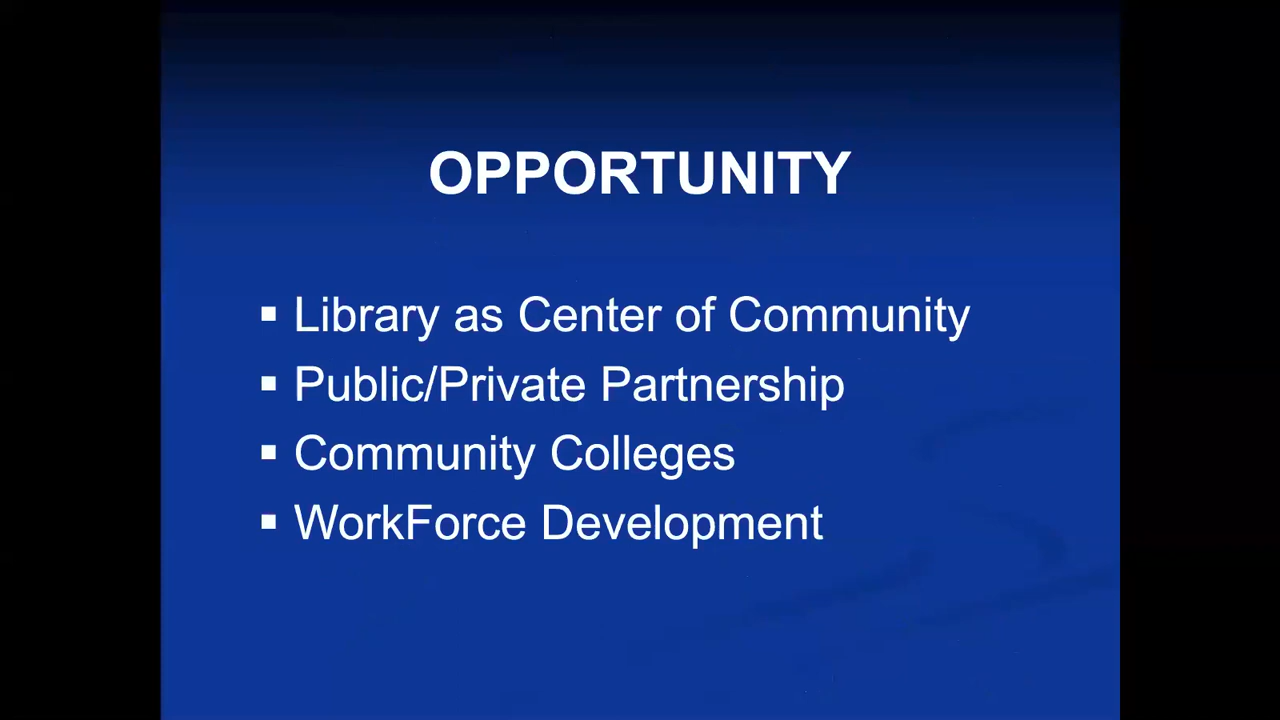 OPPORTUNITY
▪ Library as Center of Community
▪ Public/Private Partnership
▪ Community Colleges
▪ WorkForce Development